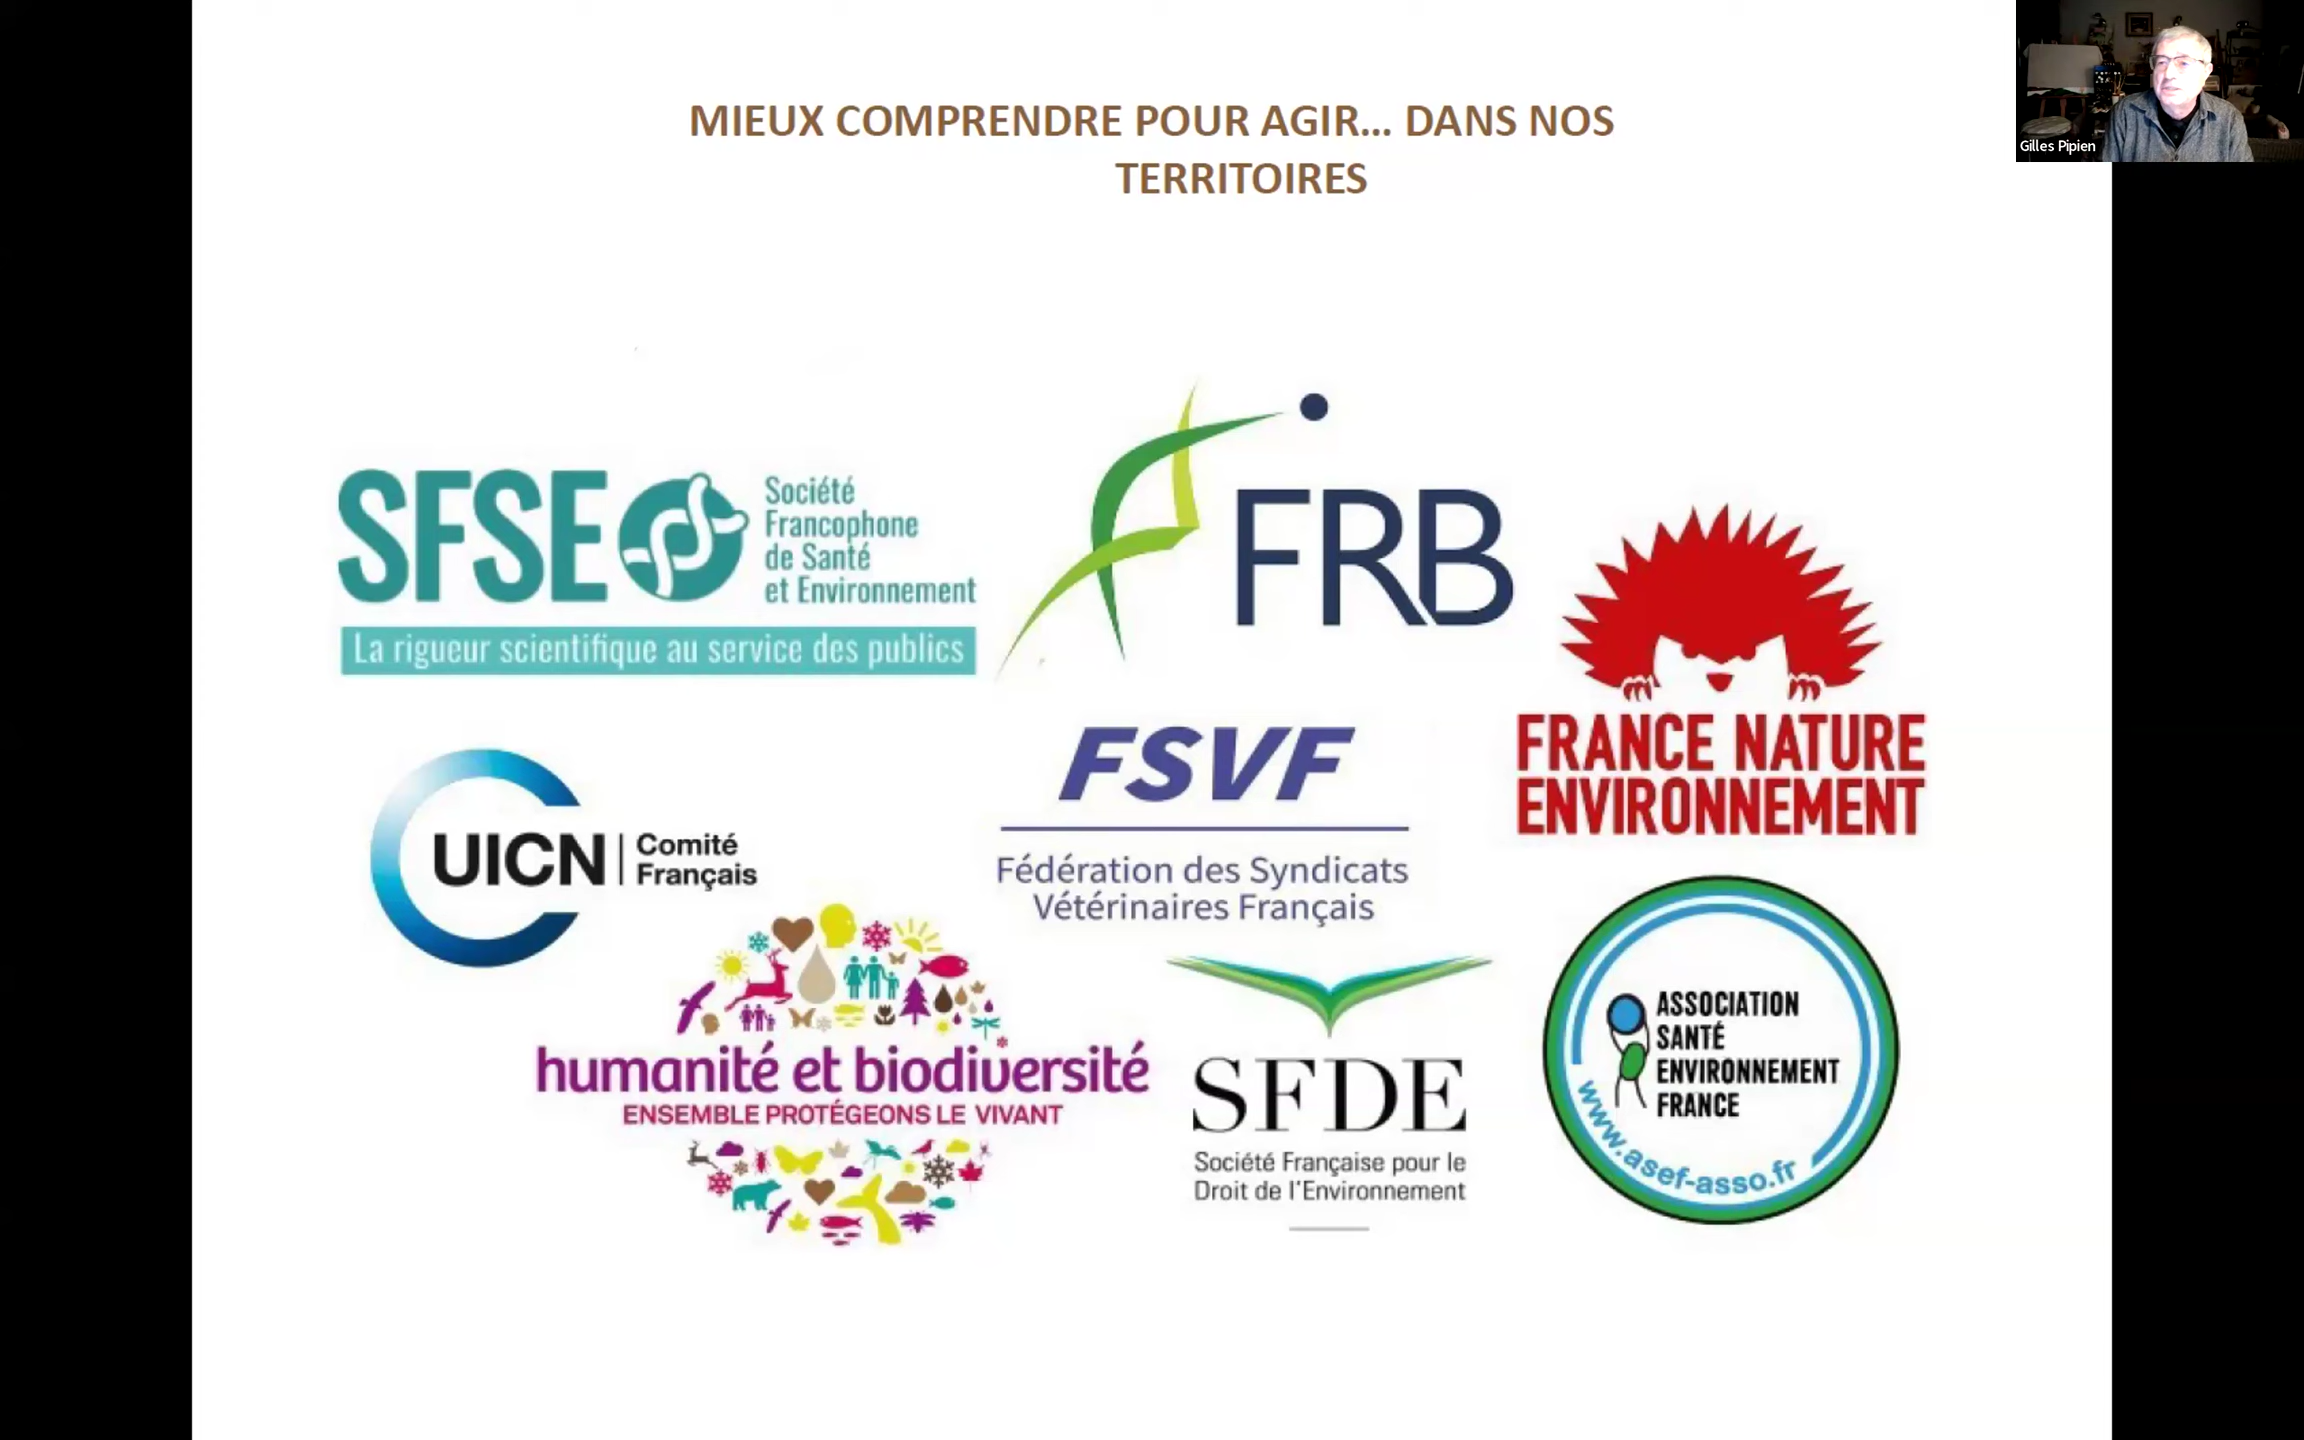 MIEUX COMPRENDRE POUR AGIR... DANS NOS
TERRITOIRES
Gilles Pipien
SFSE
Société
Francophone
de Santé
et Environnement
La rigueur scientifique au service des publics
FRB
FRANCE NATURE
ENVIRONNEMENT
UICN
Comité
Français
FSVF
Fédération des Syndicats
Vétérinaires Français
humanité et biodiversité
ENSEMBLE PROTÉGEONS LE VIVANT
SFDE
Société Française pour le
Droit de l'Environnement
ASSOCIATION
SANTÉ
ENVIRONNEMENT
FRANCE
www.asef-asso.fr